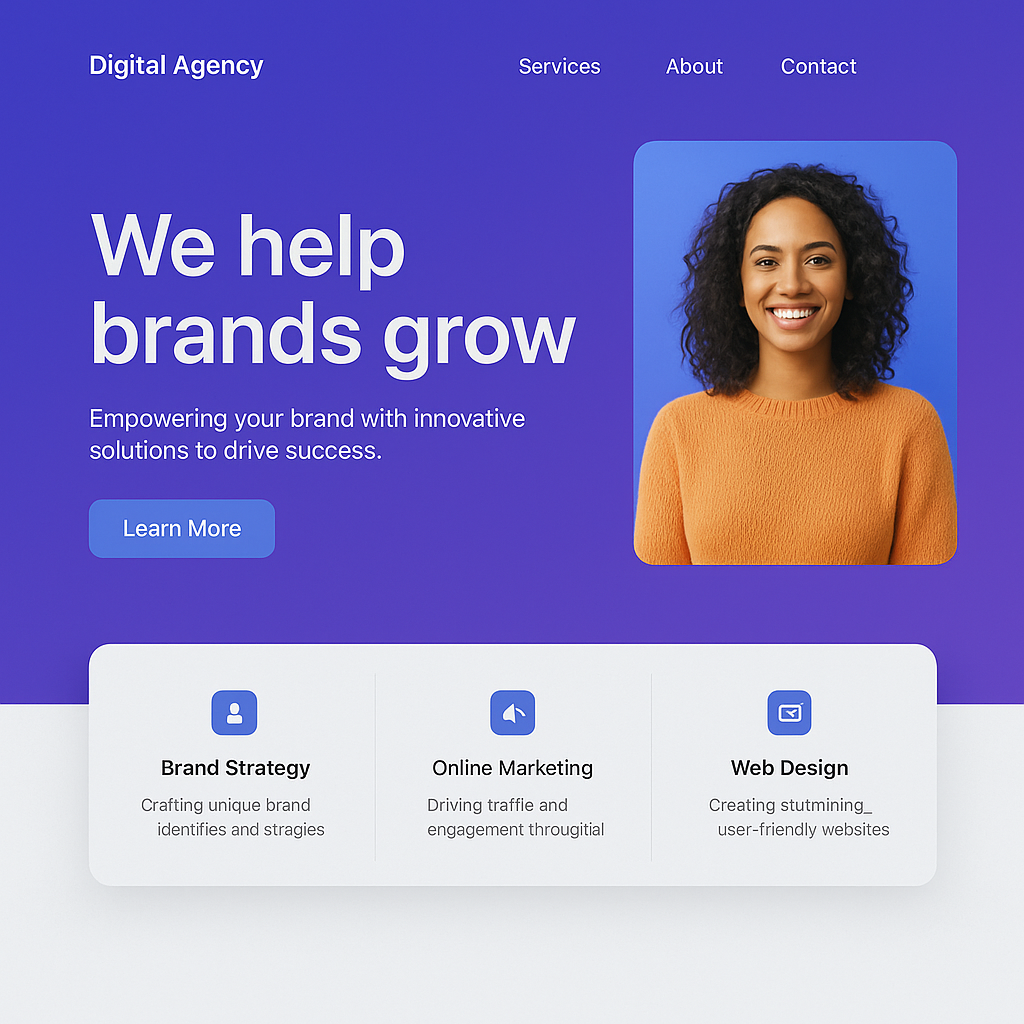 Digital Agency
Services About Contact
We help
brands grow
Empowering your brand with innovative
solutions to drive success.
Learn More
Brand Strategy
Crafting unique brand
identifies and stragies
Online Marketing
Driving traffle and
engagement througitial
Web Design
Creating stutmining_
user-friendly websites